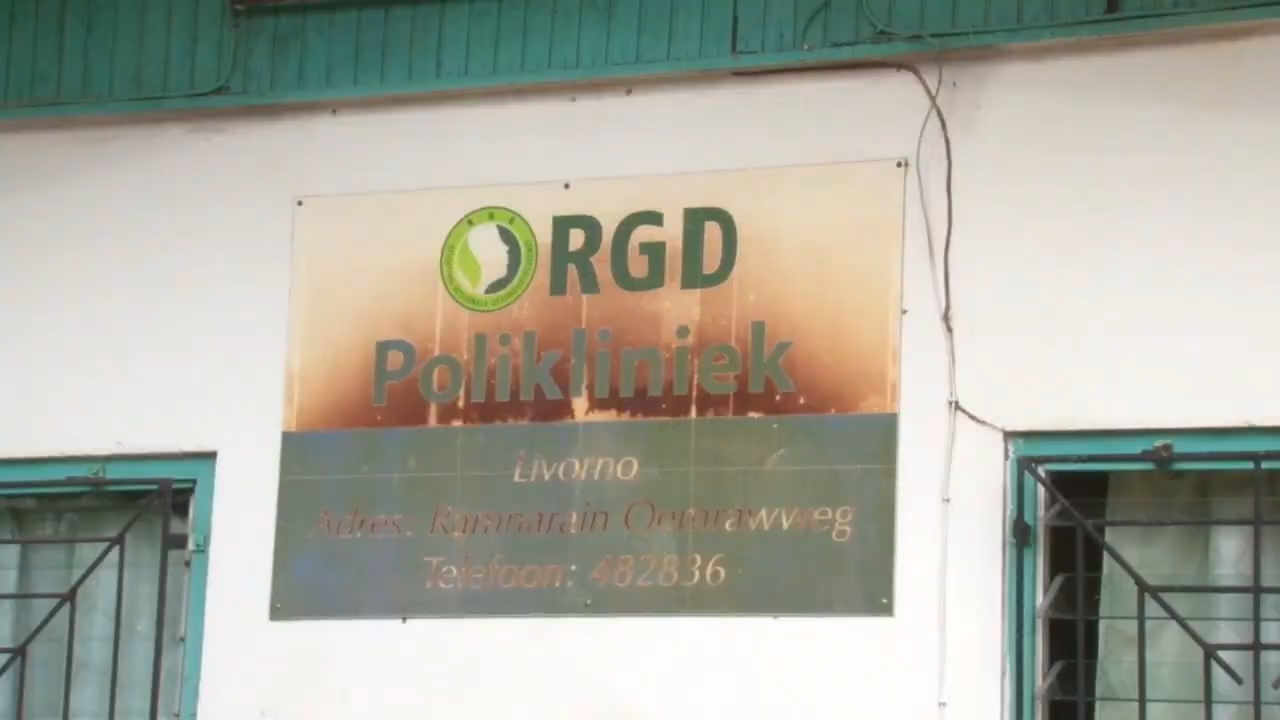 RGD
Polikliniek
Livorno
Adres: Ramnarain Oemrawweg
Telefoon: 482836